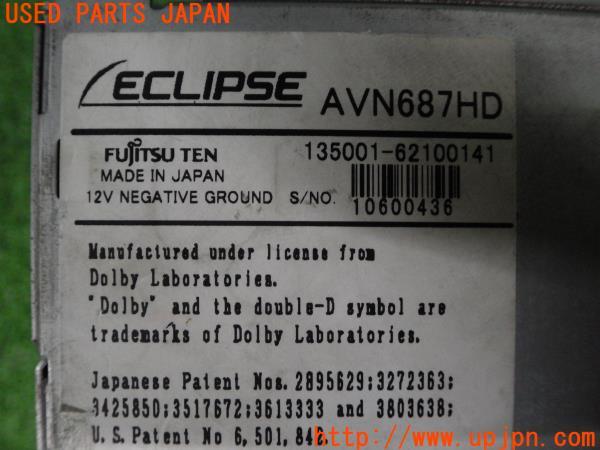 USED PARTS JAPAN
ECLIPSE AVN687HD
FUJITSU TEN 135001-62100141
MADE IN JAPAN
12V NEGATIVE GROUND S/NO. 10600436
Manufactured under license from
Dolby Laboratories.
"Dolby" and the double-D symbol are
trademarks of Dolby Laboratories.
Japanese Patent Nos. 2895629;3272363;
3425850;3517672;3613333 and 3803638;
U.S. Patent No 6,501,
http://www.upjpn.com